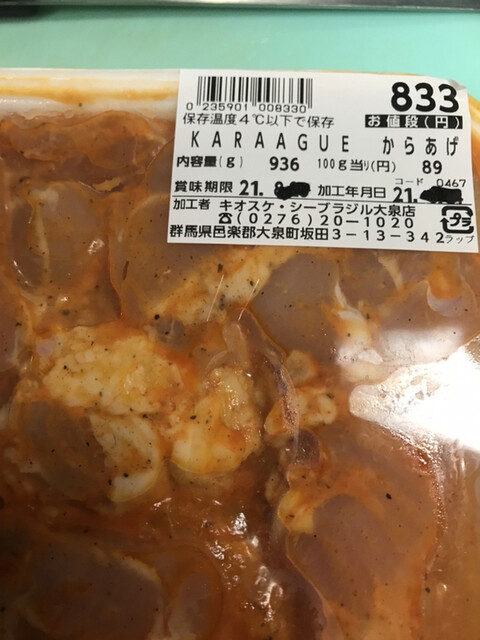 833
0 235901 008330
お値段(円)
保存温度4℃以下で保存
KARAAGUE からあげ
内容量(g) 936 100g当り(円) 89
コード 0467
賞味期限 21. 加工年月日 21.
加工者 キオスケ・シーブラジル大泉店
☎(0276)20-1020
プラ
群馬県邑楽郡大泉町坂田3-13-342
ラップ